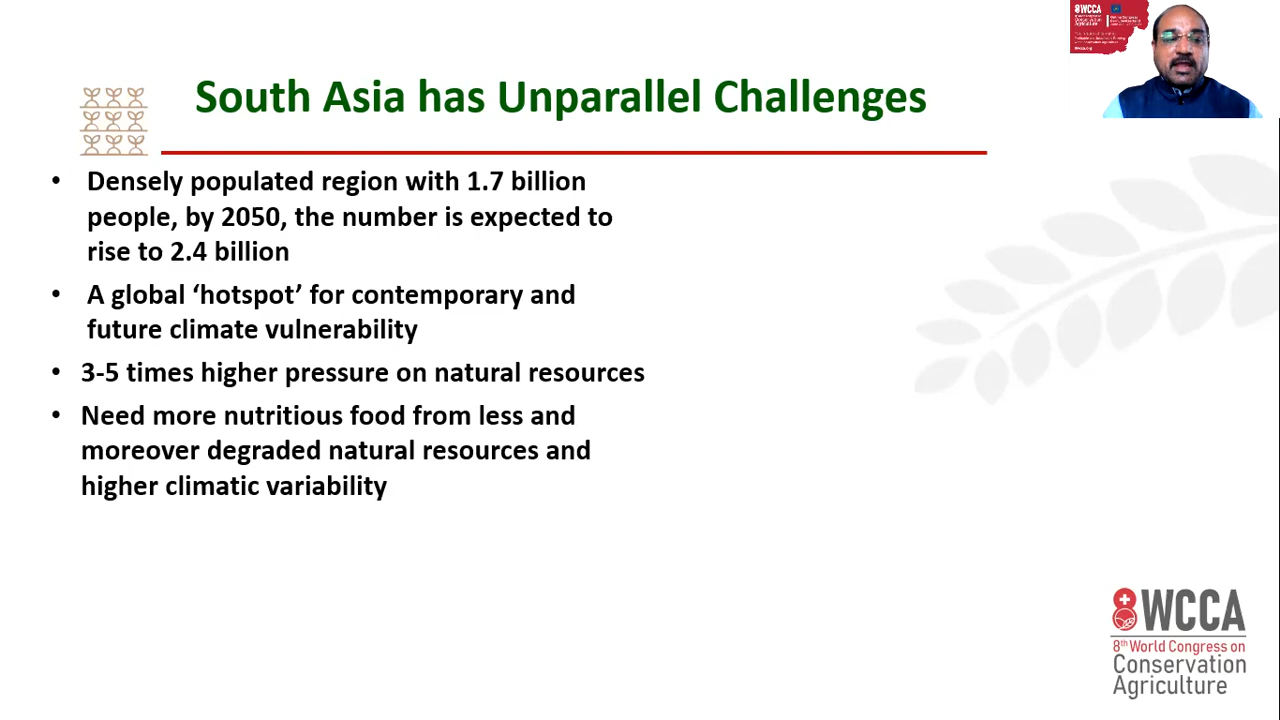 8WCCA
South Asia has Unparallel Challenges
• Densely populated region with 1.7 billion
people, by 2050, the number is expected to
rise to 2.4 billion
• A global ‘hotspot’ for contemporary and
future climate vulnerability
• 3-5 times higher pressure on natural resources
• Need more nutritious food from less and
moreover degraded natural resources and
higher climatic variability
8WCCA
8th World Congress on
Conservation
Agriculture